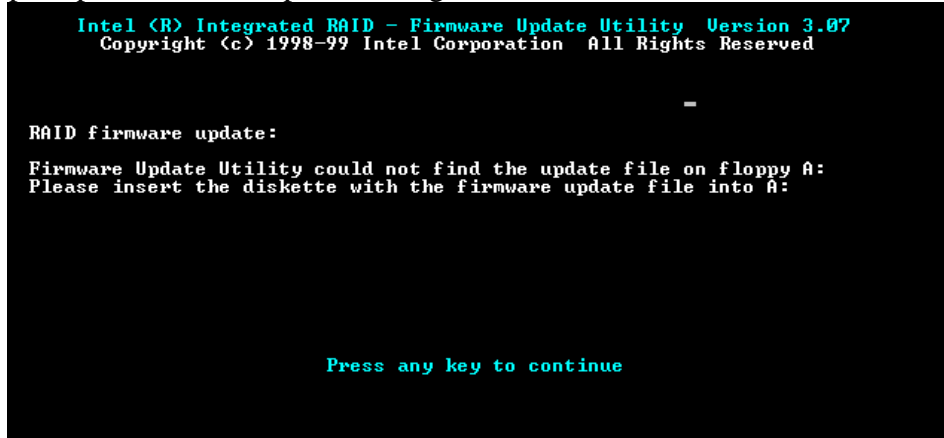 Intel (R) Integrated RAID - Firmware Update Utility Version 3.07
Copyright (c) 1998-99 Intel Corporation All Rights Reserved
RAID firmware update:
Firmware Update Utility could not find the update file on floppy A:
Please insert the diskette with the firmware update file into A:
Press any key to continue